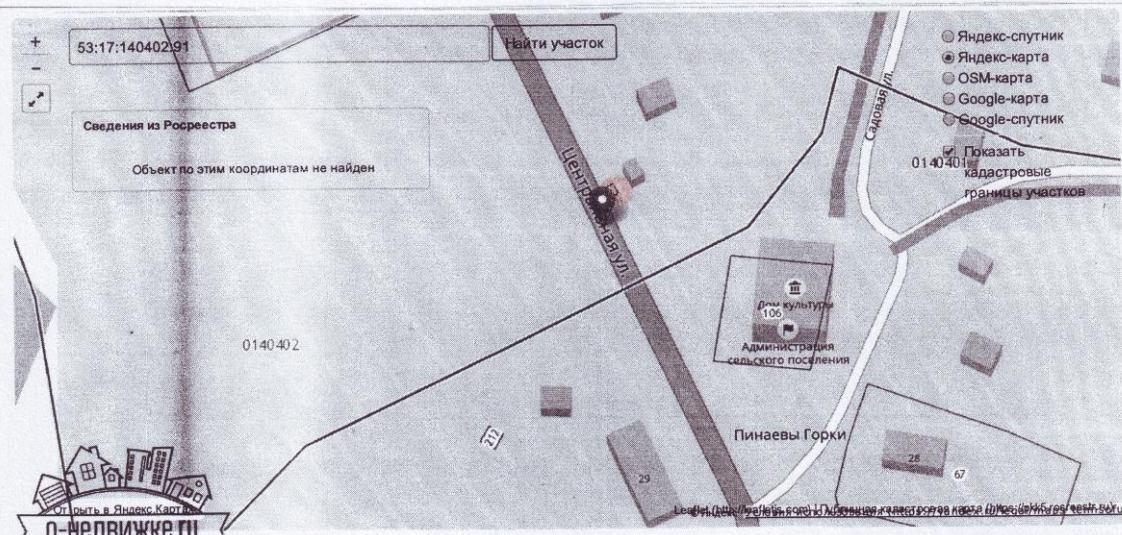 +
53:17:140402:91
Найти участок
−
Сведения из Росреестра
Объект по этим координатам не найден
Яндекс-спутник
Яндекс-карта
OSM-карта
Google-карта
Google-спутник
Показать
кадастровые
границы участков
Садовая ул.
0140401
Центральная ул.
Дом культуры
106
Администрация
сельского поселения
0140402
212
29
Пинаевы Горки
28
67
Открыть в Яндекс.Картах
о-недвижке.ru